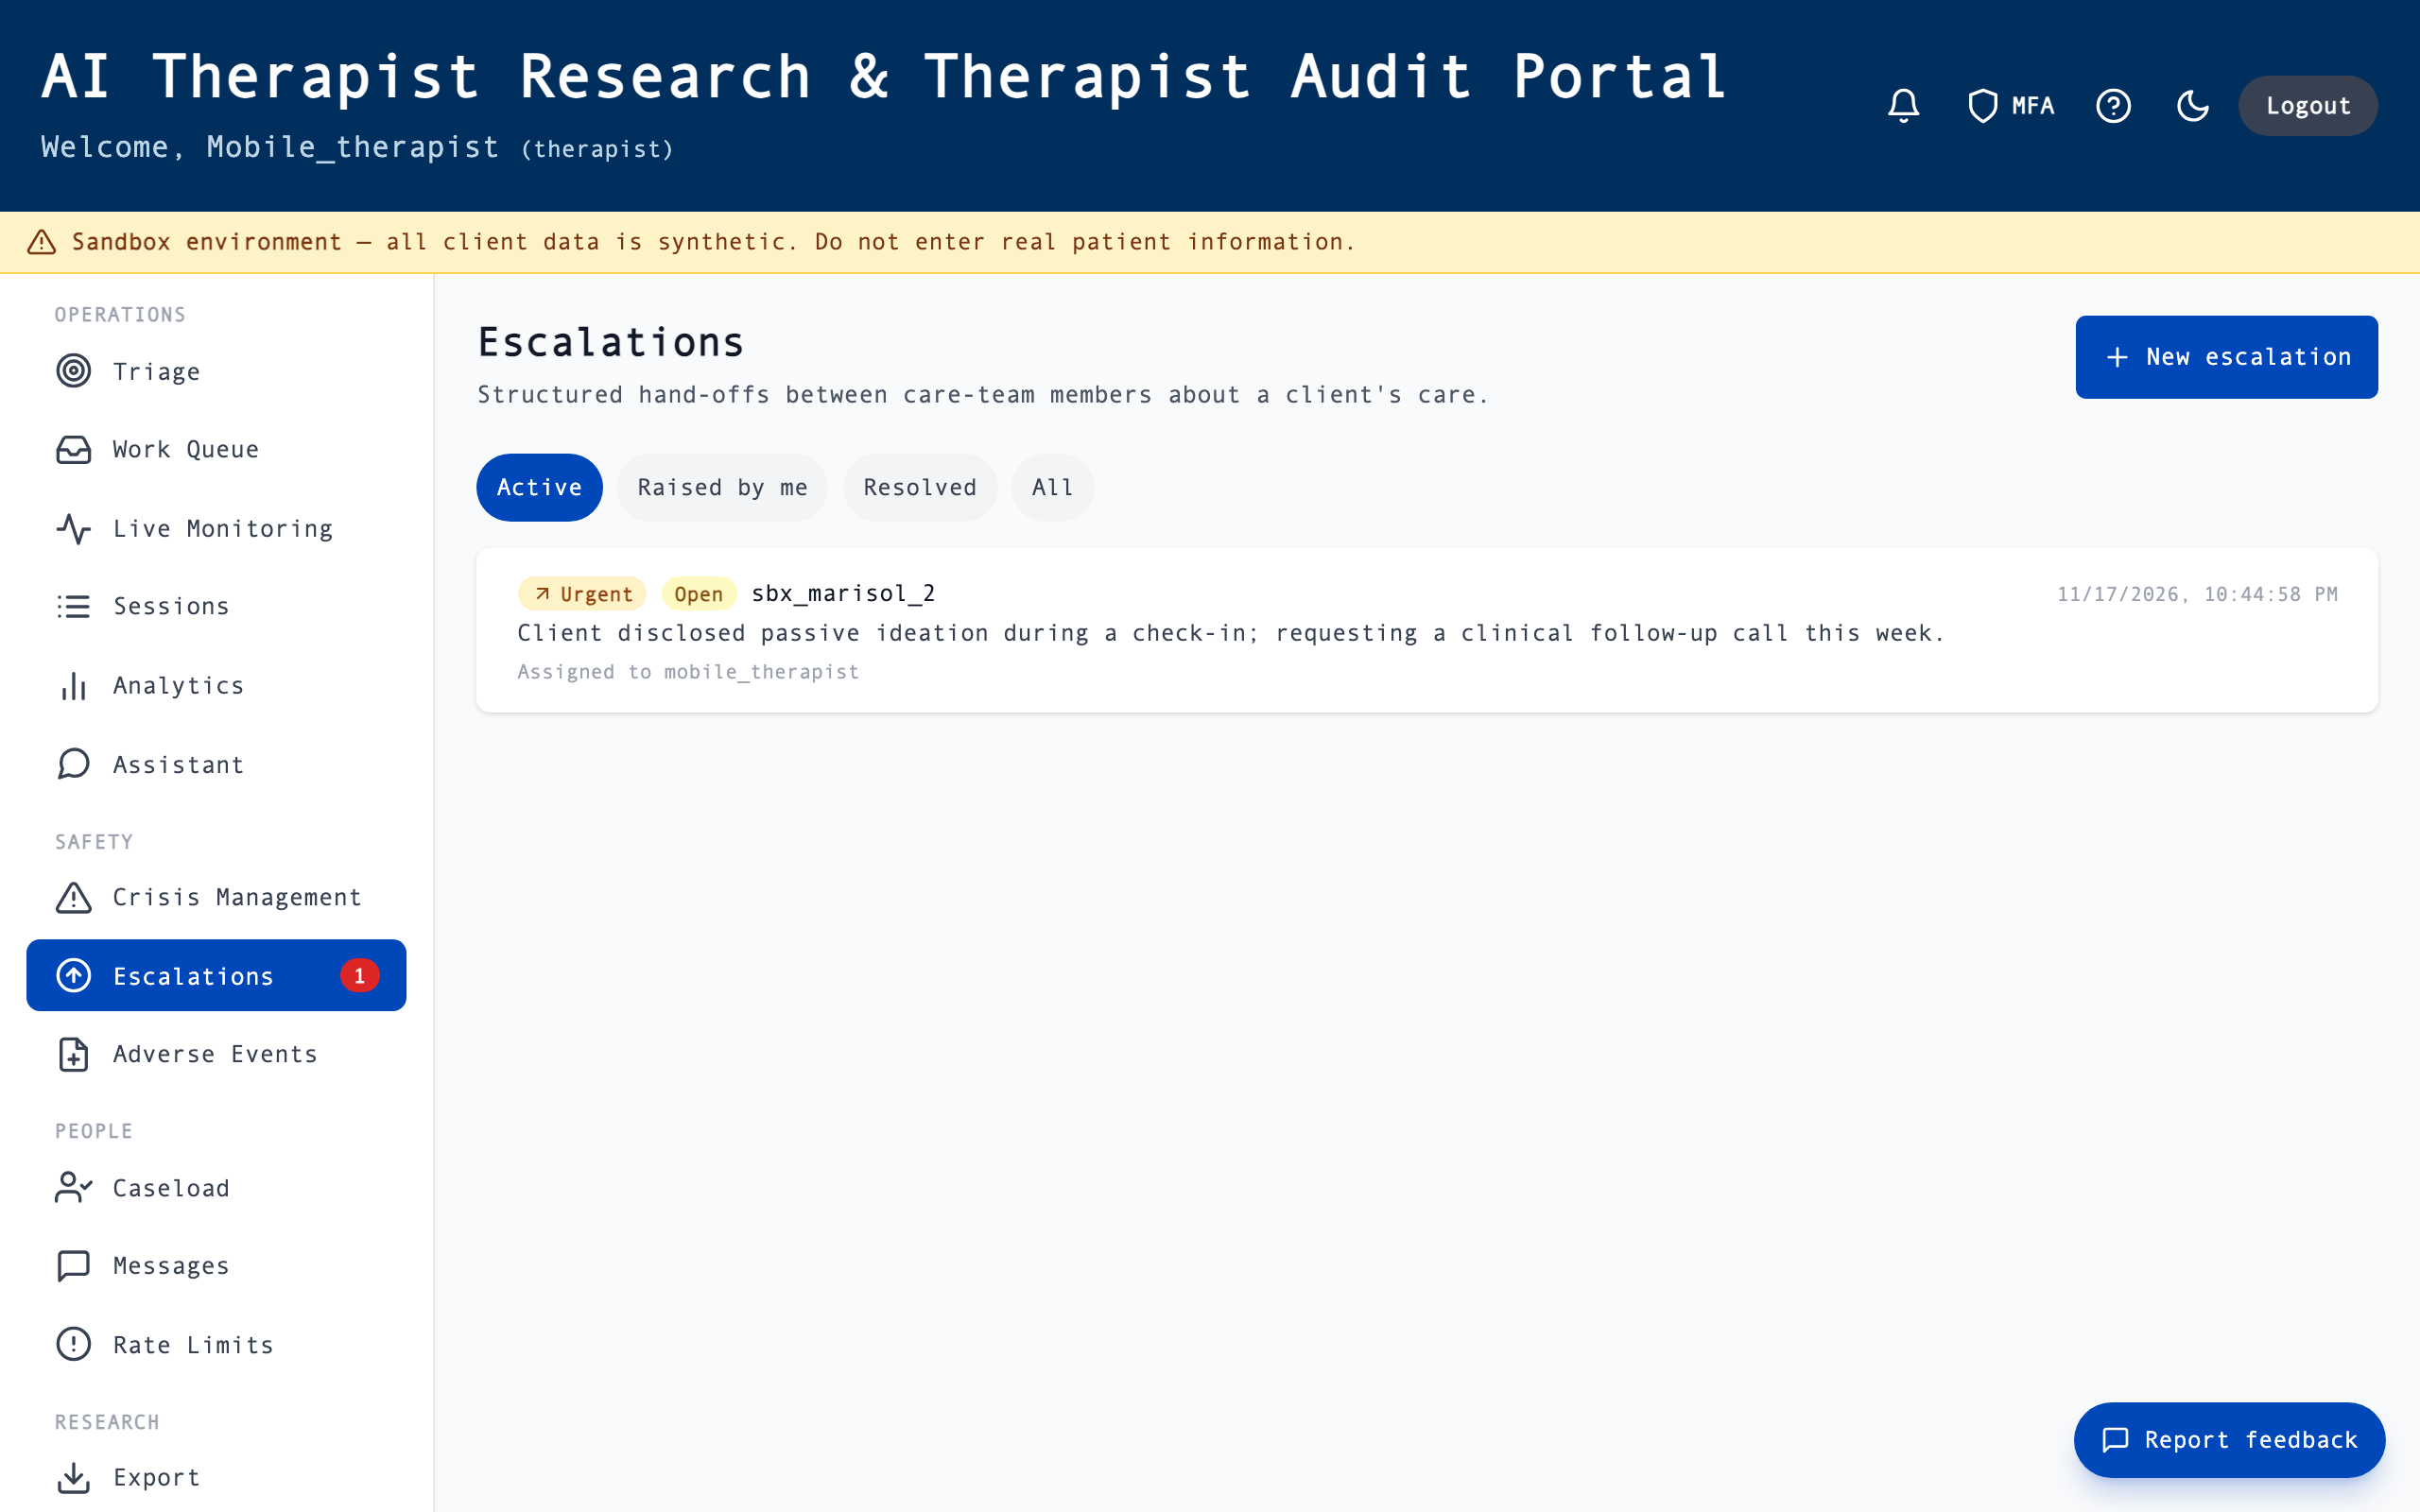 AI Therapist Research & Therapist Audit Portal
Welcome, Mobile_therapist (therapist)
MFA
Logout
Sandbox environment — all client data is synthetic. Do not enter real patient information.
OPERATIONS
Triage
Work Queue
Live Monitoring
Sessions
Analytics
Assistant
SAFETY
Crisis Management
Escalations 1
Adverse Events
PEOPLE
Caseload
Messages
Rate Limits
RESEARCH
Export
Escalations
Structured hand-offs between care-team members about a client's care.
New escalation
Active Raised by me Resolved All
Urgent Open sbx_marisol_2 11/17/2026, 10:44:58 PM
Client disclosed passive ideation during a check-in; requesting a clinical follow-up call this week.
Assigned to mobile_therapist
Report feedback